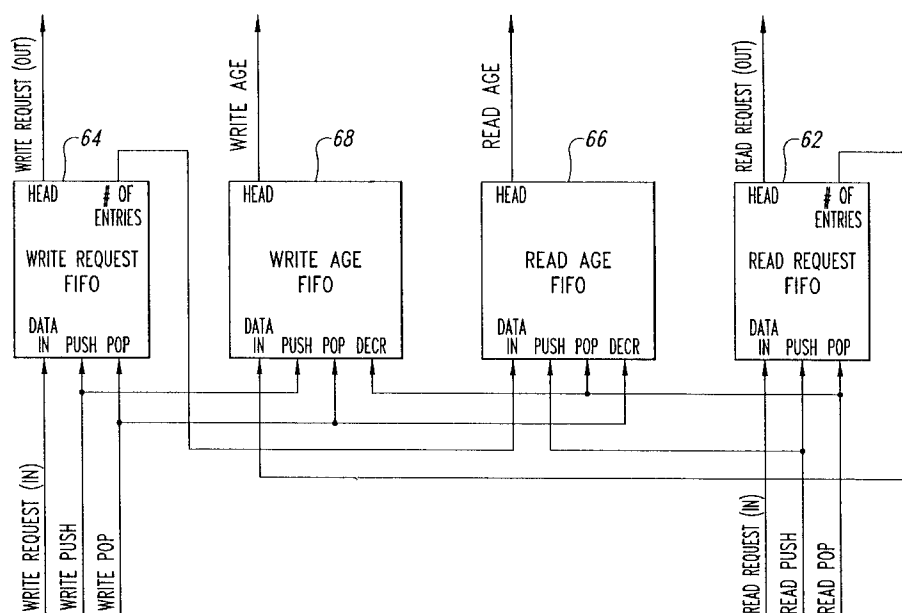 WRITE REQUEST (OUT)
WRITE AGE
READ AGE
READ REQUEST (OUT)
64
68
66
62
HEAD
# OF
ENTRIES
WRITE REQUEST
FIFO
DATA
IN PUSH POP
HEAD
WRITE AGE
FIFO
DATA
IN PUSH POP DECR
HEAD
READ AGE
FIFO
DATA
IN PUSH POP DECR
HEAD
# OF
ENTRIES
READ REQUEST
FIFO
DATA
IN PUSH POP
WRITE REQUEST (IN)
WRITE PUSH
WRITE POP
READ REQUEST (IN)
READ PUSH
READ POP